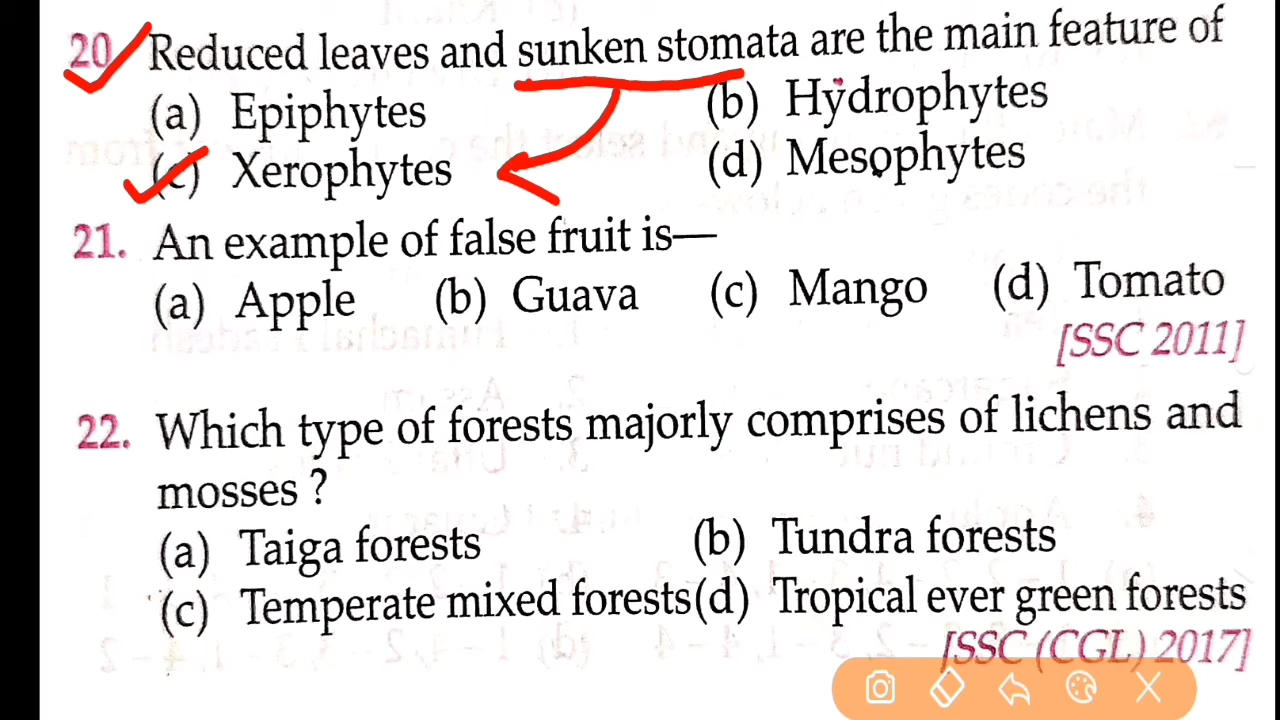 20. Reduced leaves and sunken stomata are the main feature of
(a) Epiphytes (b) Hydrophytes
(c) Xerophytes (d) Mesophytes
21. An example of false fruit is—
(a) Apple (b) Guava (c) Mango (d) Tomato
[SSC 2011]
22. Which type of forests majorly comprises of lichens and
mosses ?
(a) Taiga forests (b) Tundra forests
(c) Temperate mixed forests (d) Tropical ever green forests
[SSC (CGL) 2017]